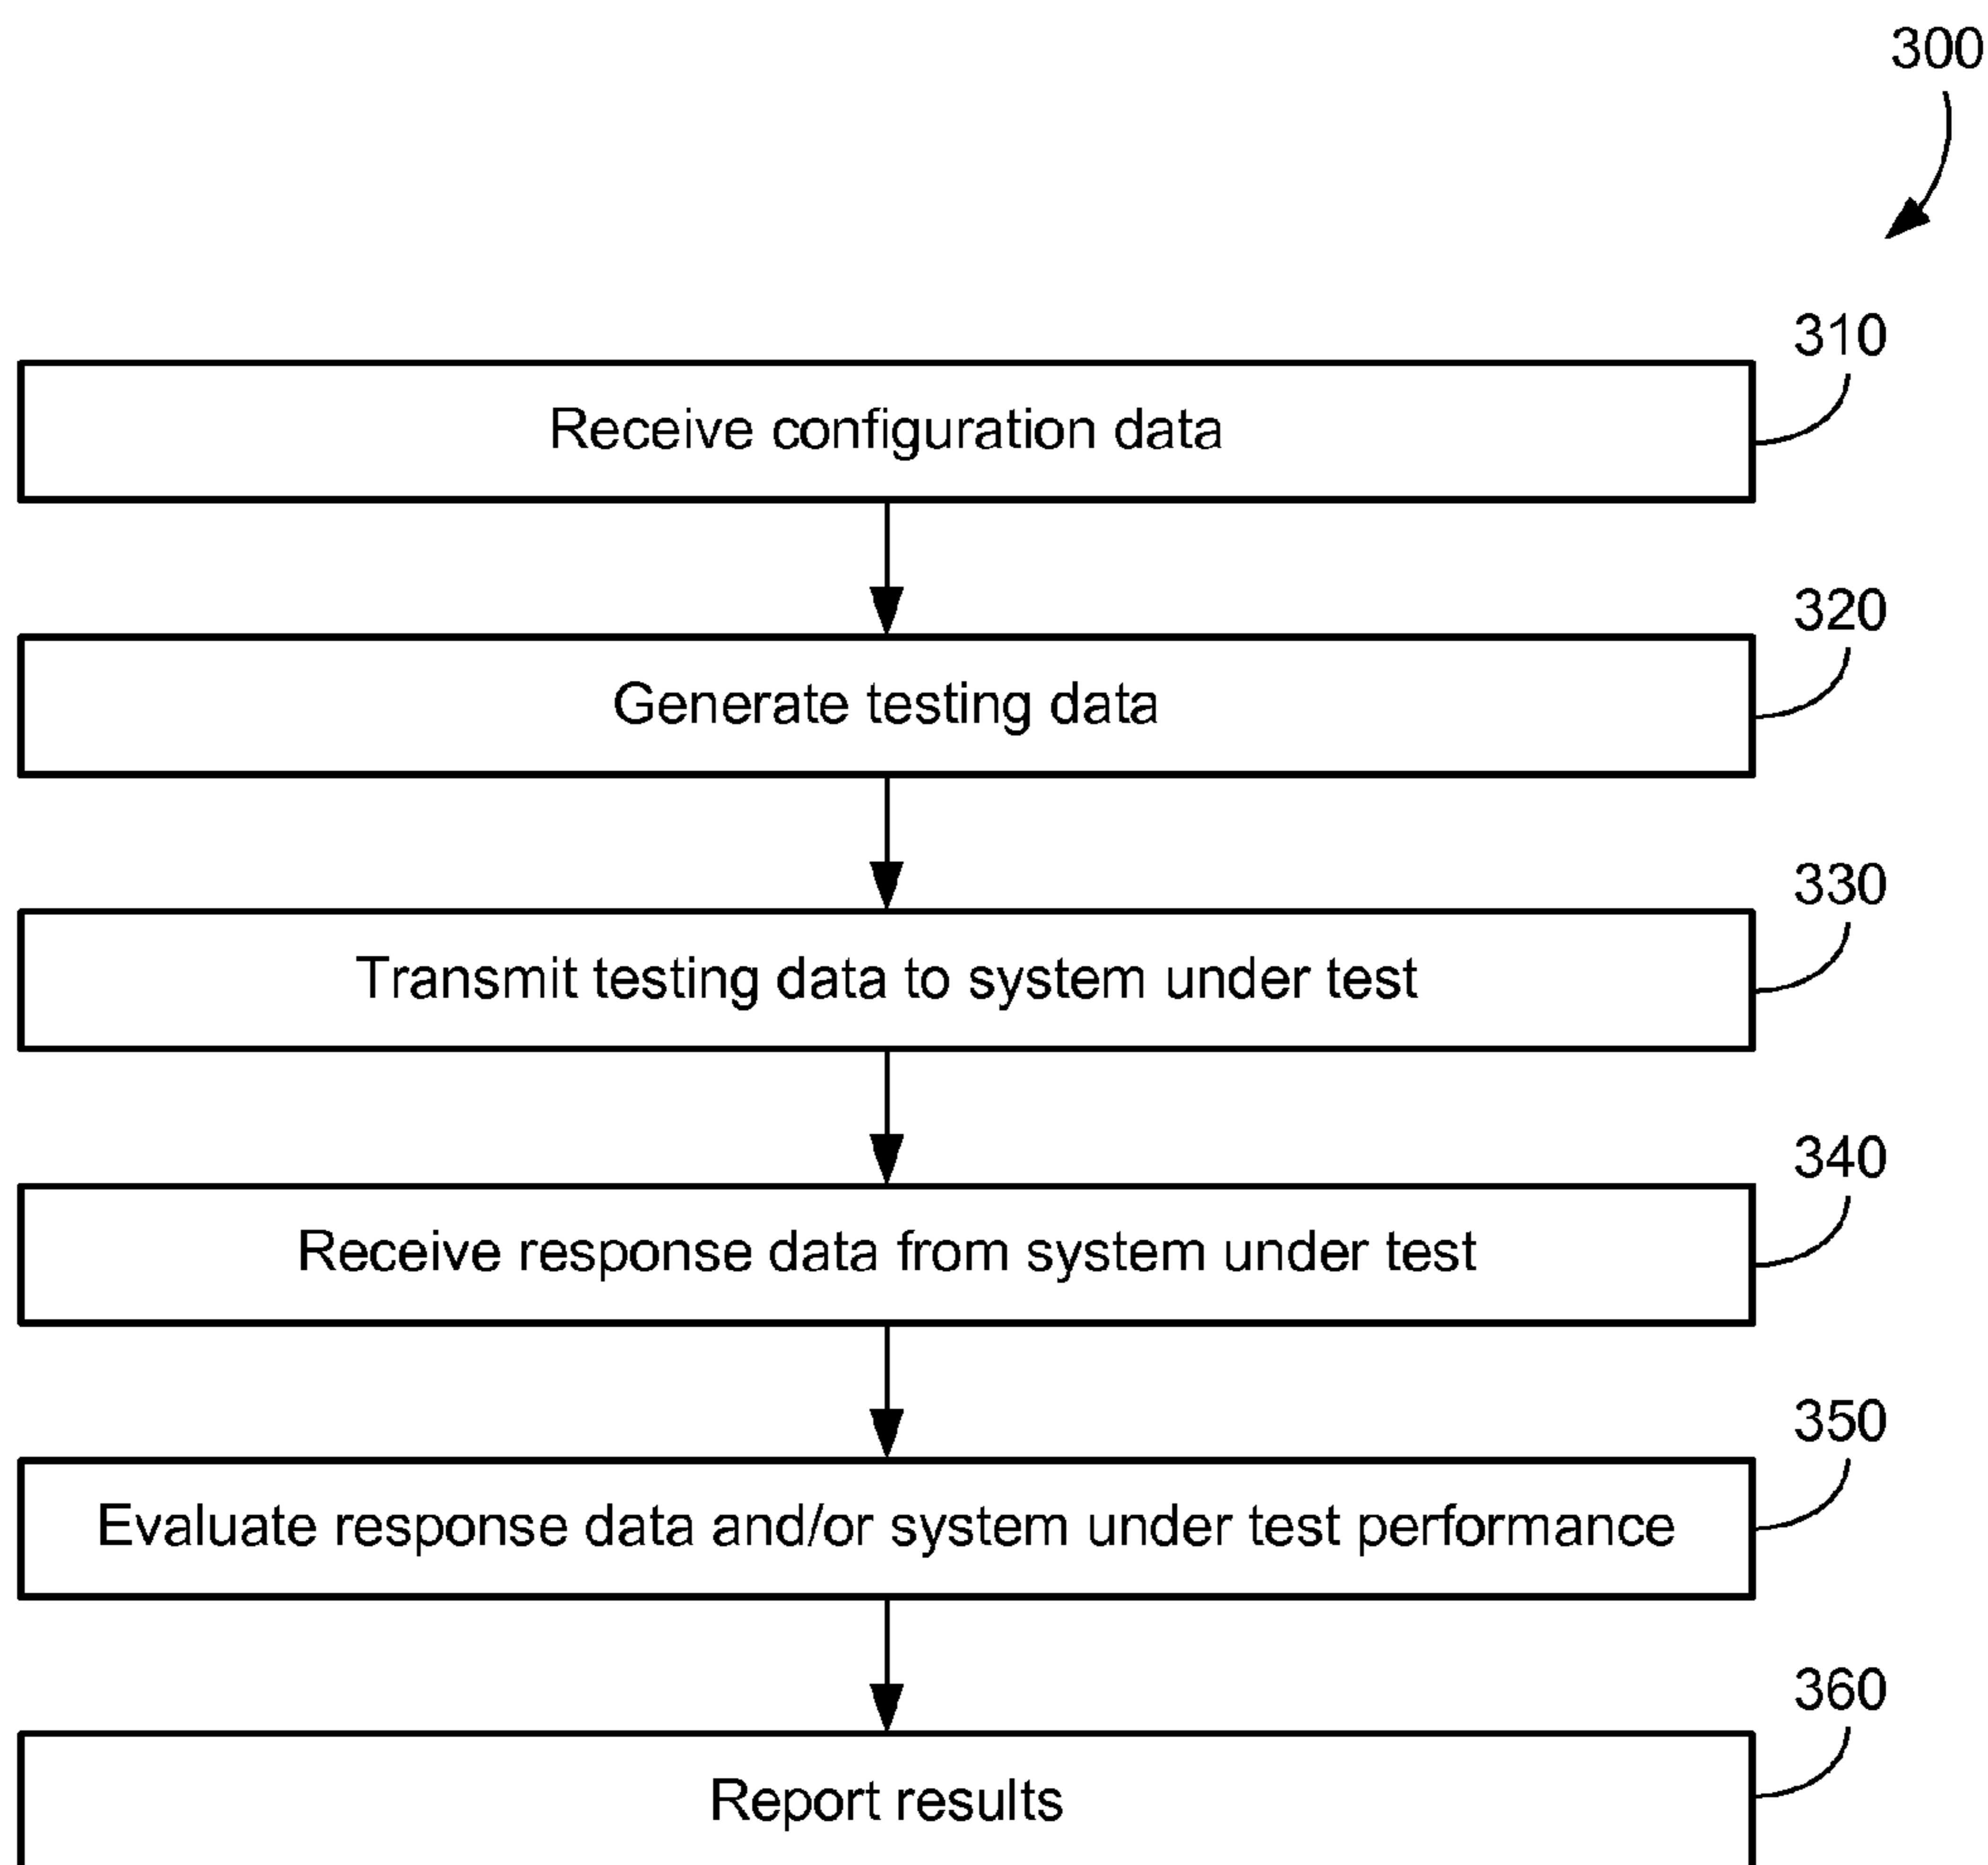 300
310
Receive configuration data
320
Generate testing data
330
Transmit testing data to system under test
340
Receive response data from system under test
350
Evaluate response data and/or system under test performance
360
Report results